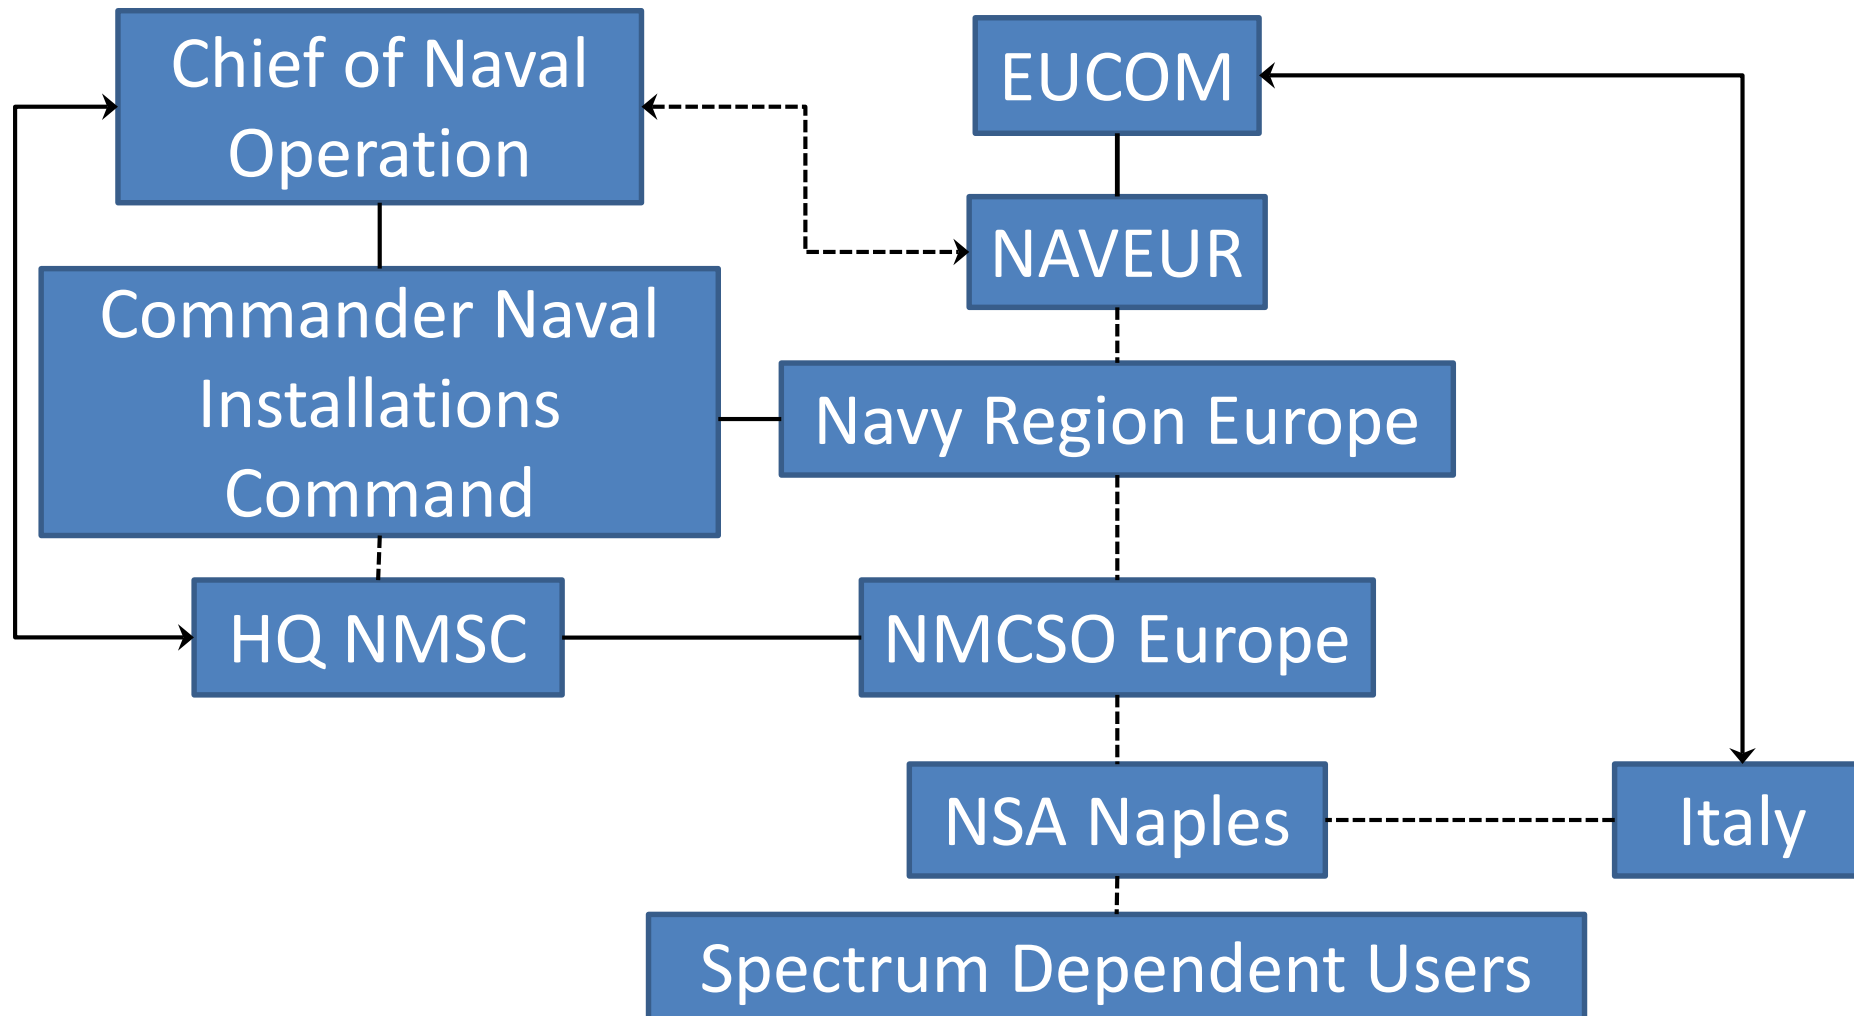 Chief of Naval
Operation
EUCOM
NAVEUR
Commander Naval
Installations
Command
Navy Region Europe
HQ NMSC
NMCSO Europe
NSA Naples
Italy
Spectrum Dependent Users